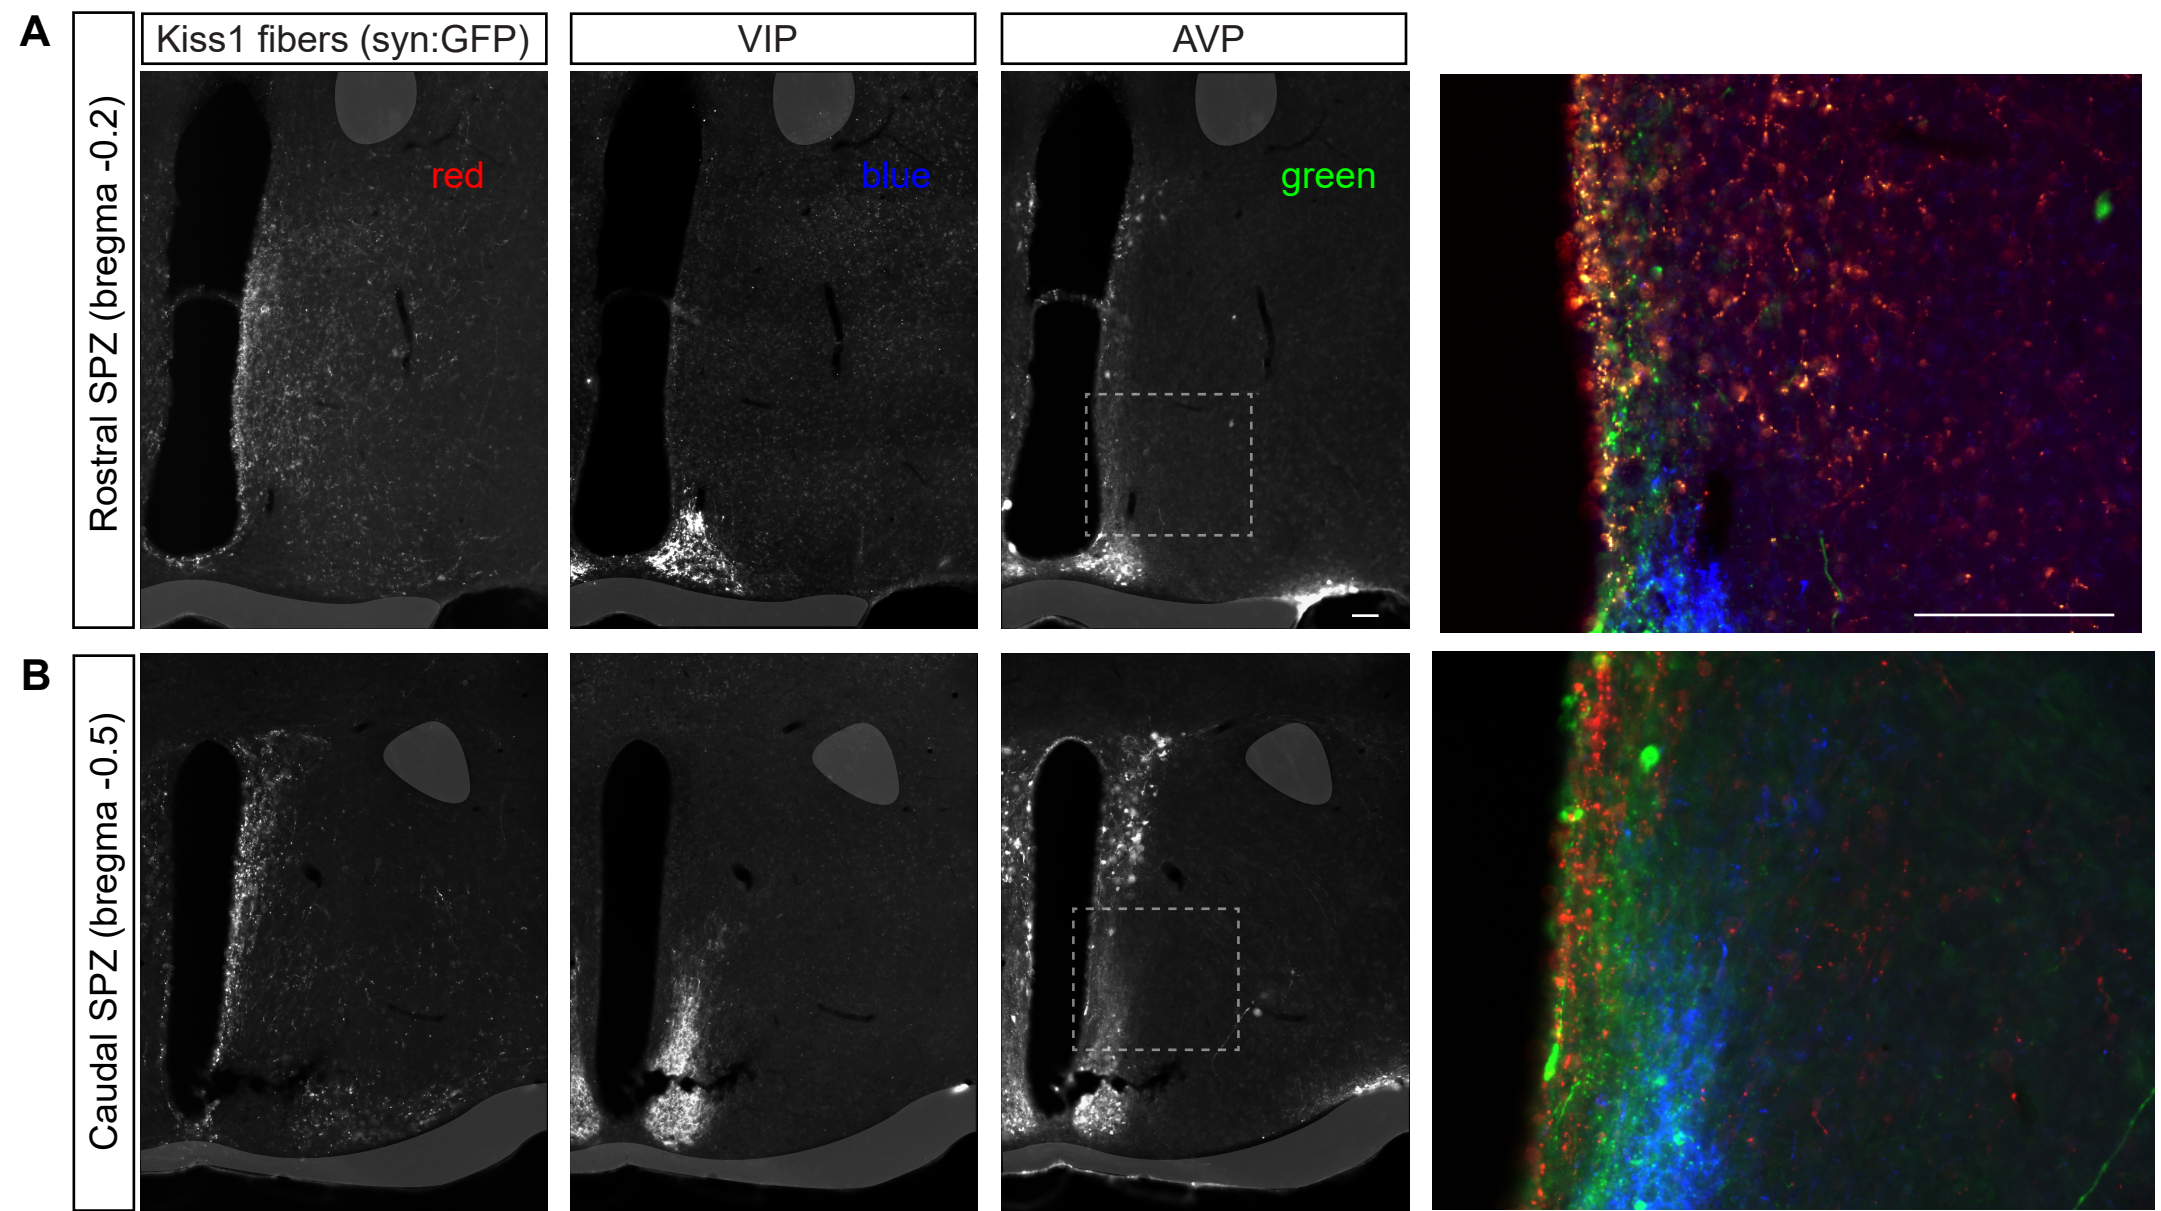 A
Kiss1 fibers (syn:GFP)
VIP
AVP
Rostral SPZ (bregma -0.2)
red
blue
green
B
Caudal SPZ (bregma -0.5)